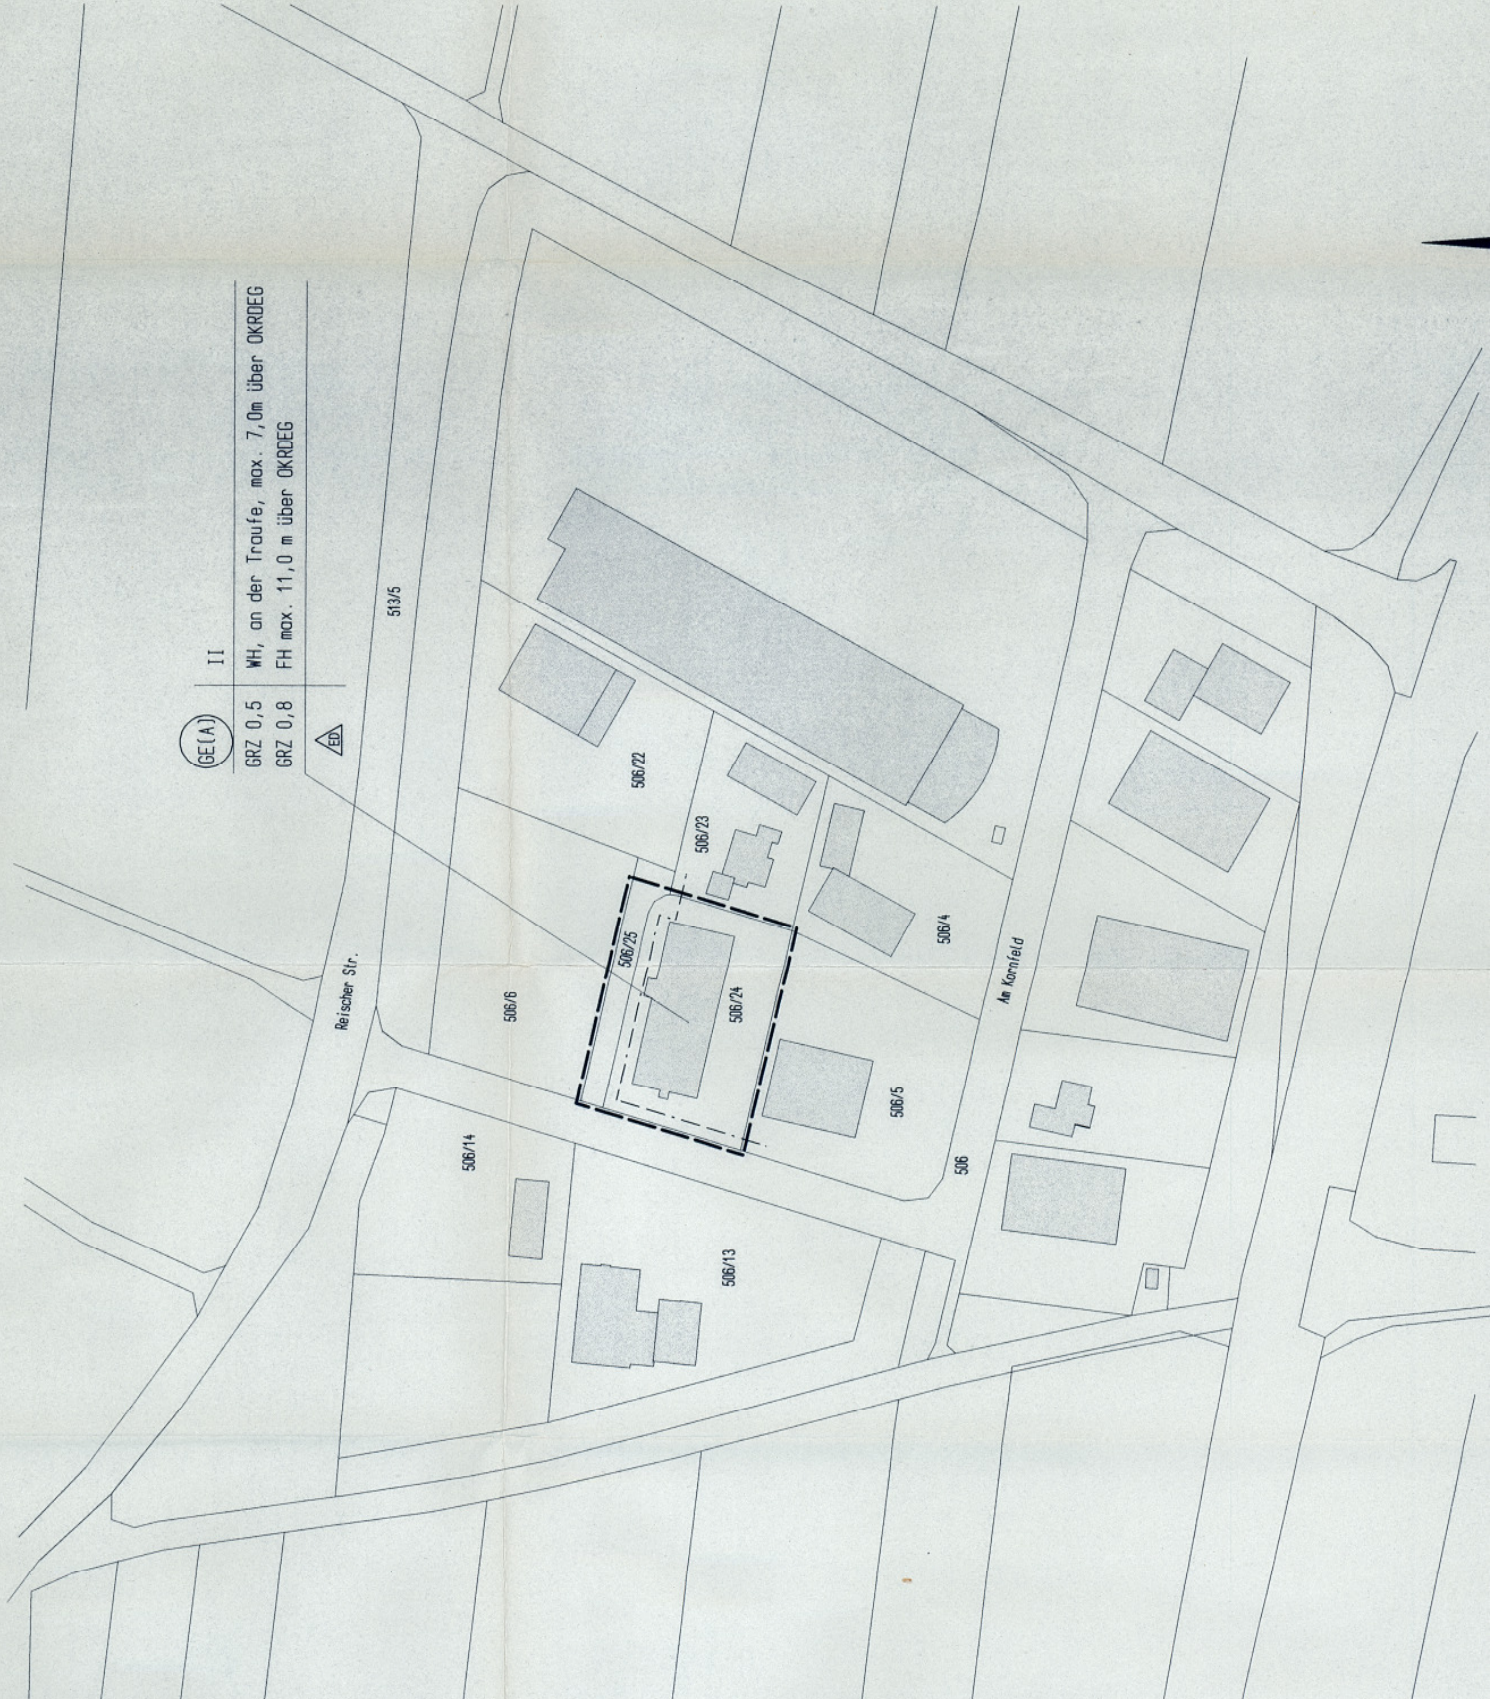 GE(A) II
GRZ 0,5 WH, an der Traufe, max. 7,0m über OKRDEG
GRZ 0,8 FH max. 11,0 m über OKRDEG
ED
513/5
Reischer Str.
506/22
506/23
506/25
506/6
506/24
506/4
Am Kornfeld
506/5
506/14
506
506/13